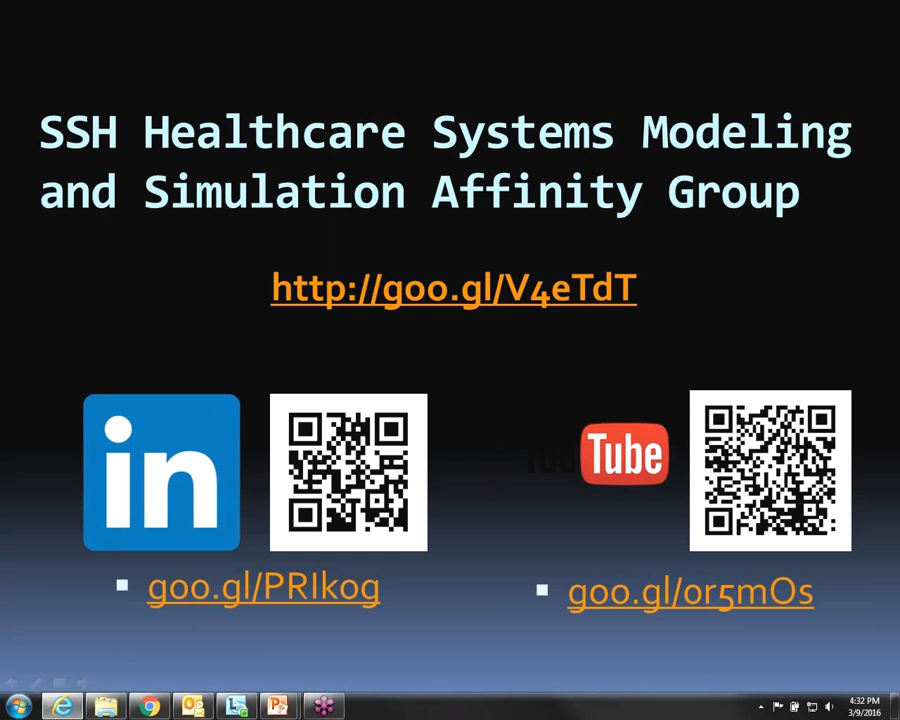 SSH Healthcare Systems Modeling
and Simulation Affinity Group
http://goo.gl/V4eTdT
in
YouTube
goo.gl/PRIkog
goo.gl/or5mOs
4:32 PM
3/9/2016